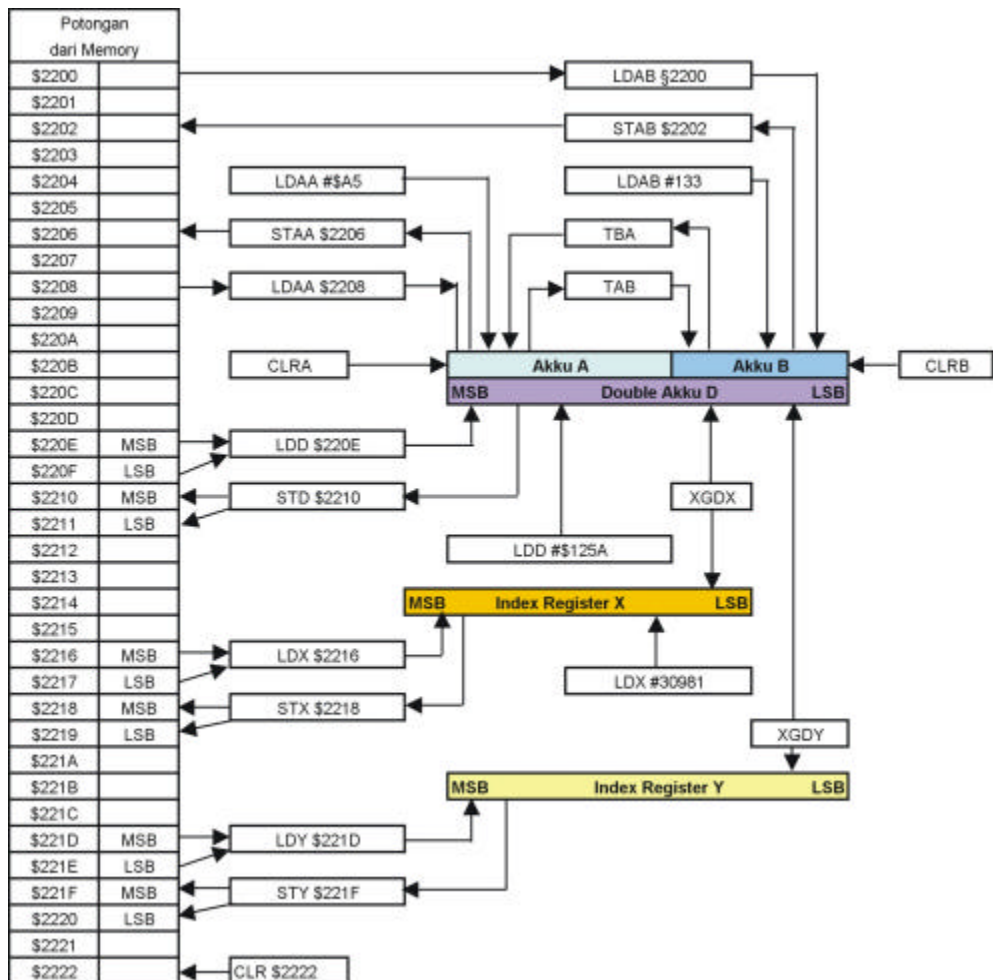 Potongan
dari Memory
$2200 LDAB §2200
$2201
$2202 STAB $2202
$2203
$2204 LDAA #$A5 LDAB #133
$2205
$2206 STAA $2206 TBA
$2207
$2208 LDAA $2208 TAB
$2209
$220A
$220B CLRA Akku A Akku B CLRB
$220C MSB Double Akku D LSB
$220D
$220E MSB LDD $220E
$220F LSB
$2210 MSB STD $2210 XGDX
$2211 LSB
$2212 LDD #$125A
$2213
$2214 MSB Index Register X LSB
$2215
$2216 MSB LDX $2216
$2217 LSB LDX #30981
$2218 MSB STX $2218
$2219 LSB XGDY
$221A
$221B MSB Index Register Y LSB
$221C
$221D MSB LDY $221D
$221E LSB
$221F MSB STY $221F
$2220 LSB
$2221
$2222 CLR $2222